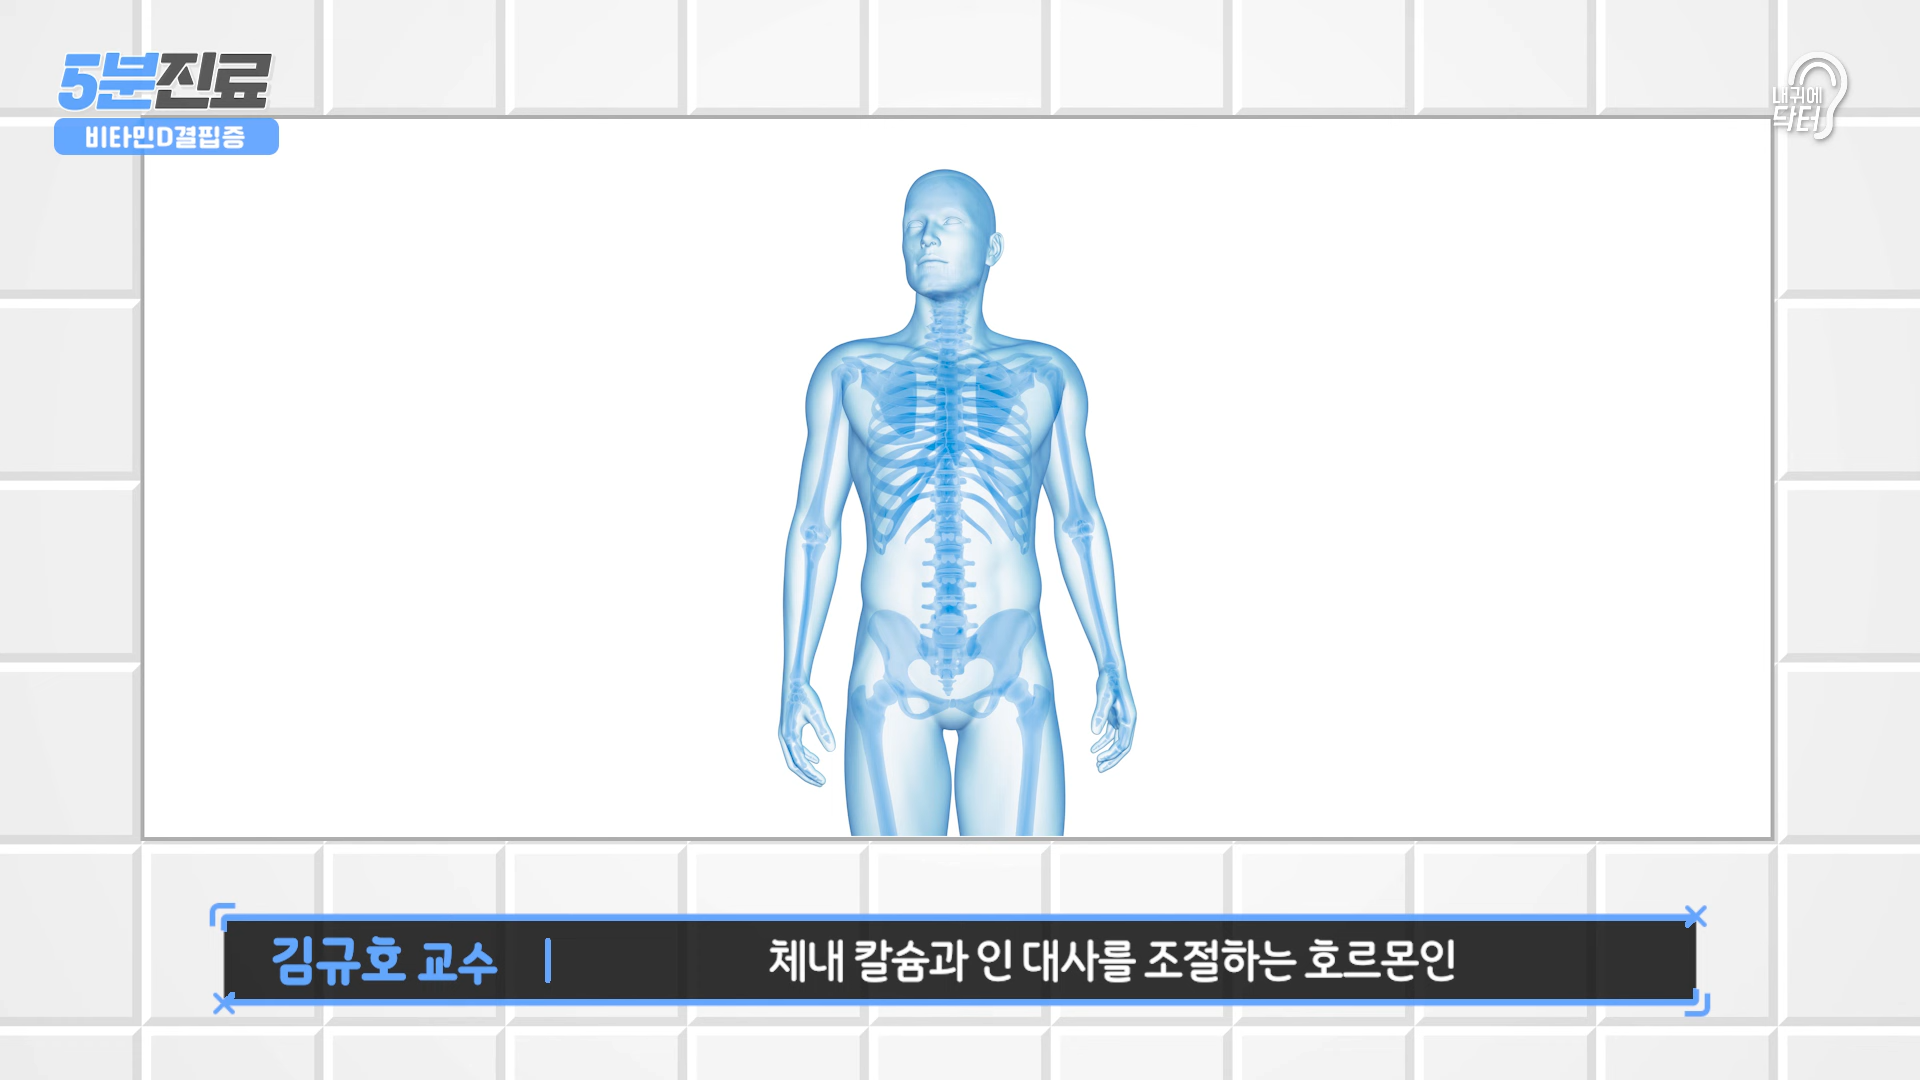 5분진료
비타민D결핍증
내 귀에
닥터
김규호 교수
체내 칼슘과 인 대사를 조절하는 호르몬인